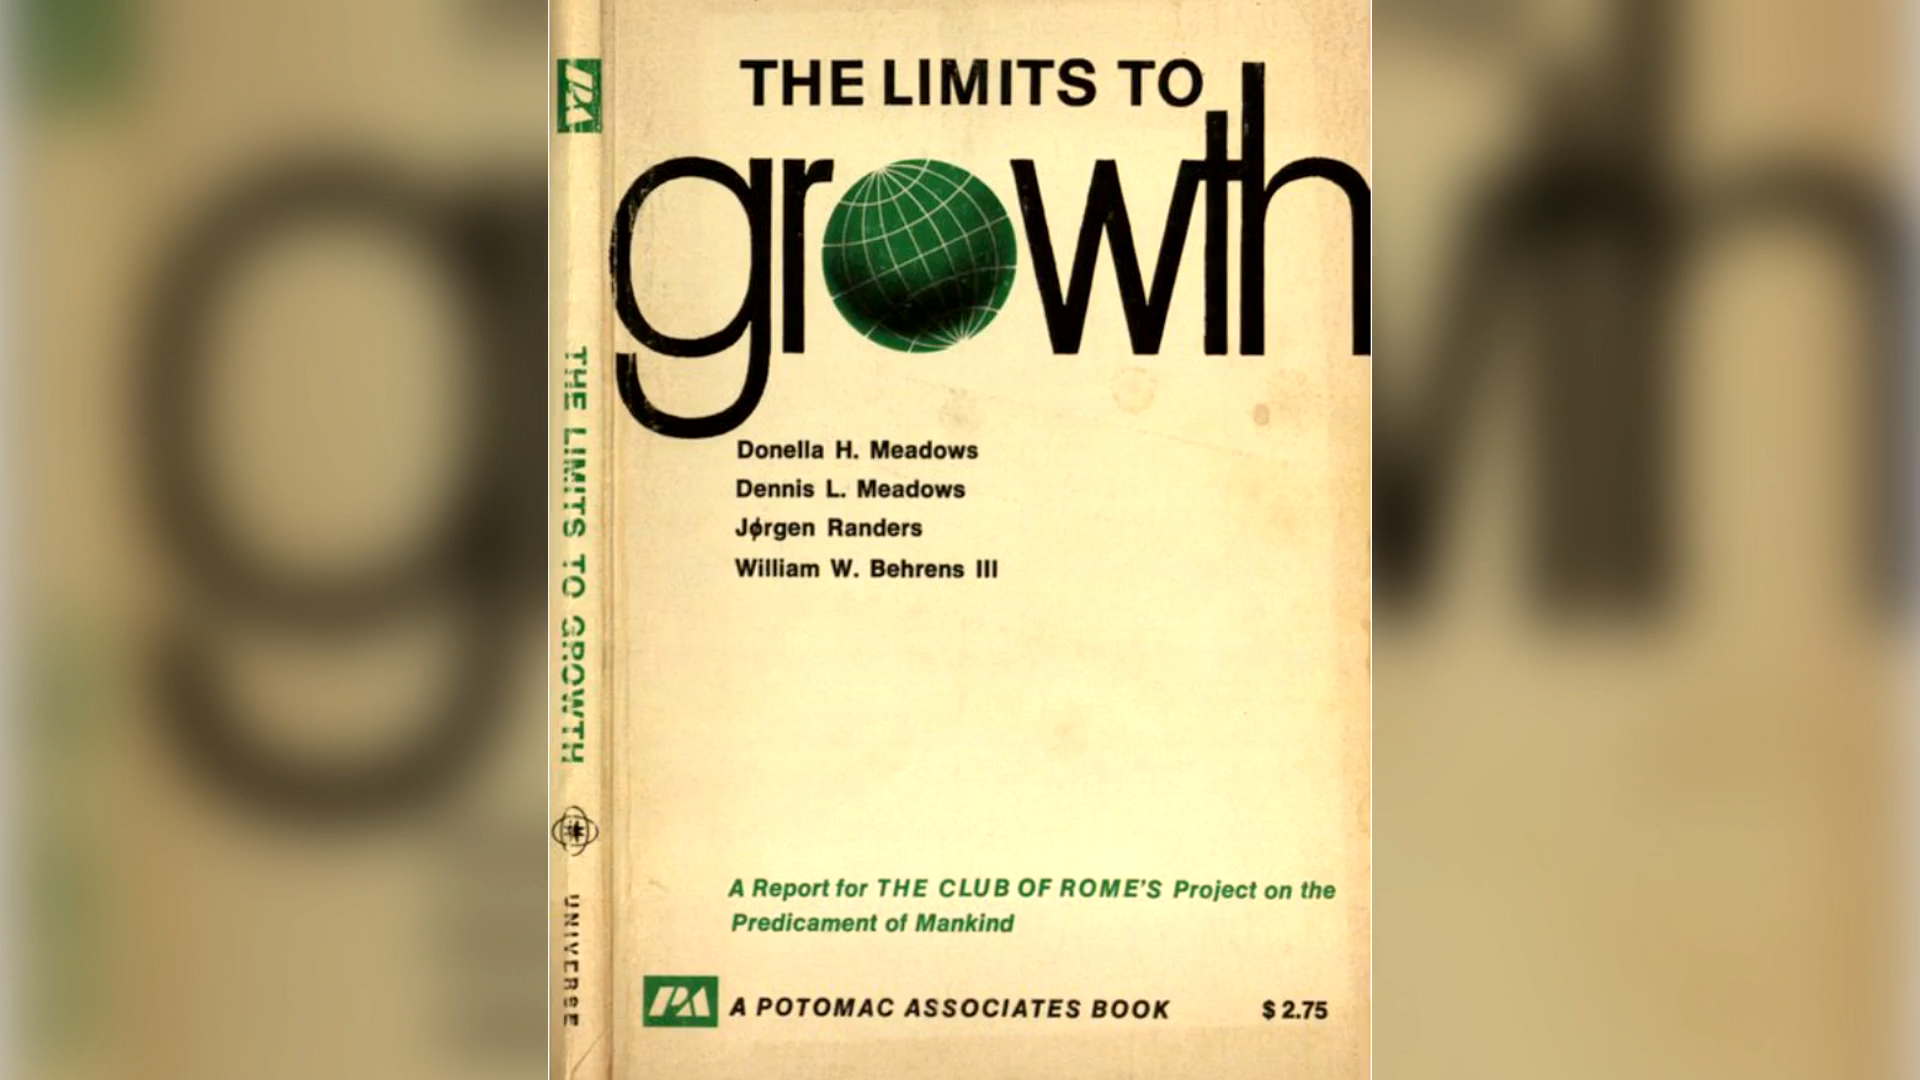 THE LIMITS TO
growth
Donella H. Meadows
Dennis L. Meadows
Jørgen Randers
William W. Behrens III
A Report for THE CLUB OF ROME'S Project on the
Predicament of Mankind
PA
A POTOMAC ASSOCIATES BOOK
$ 2.75
PA
THE LIMITS TO GROWTH
UNIVERSE